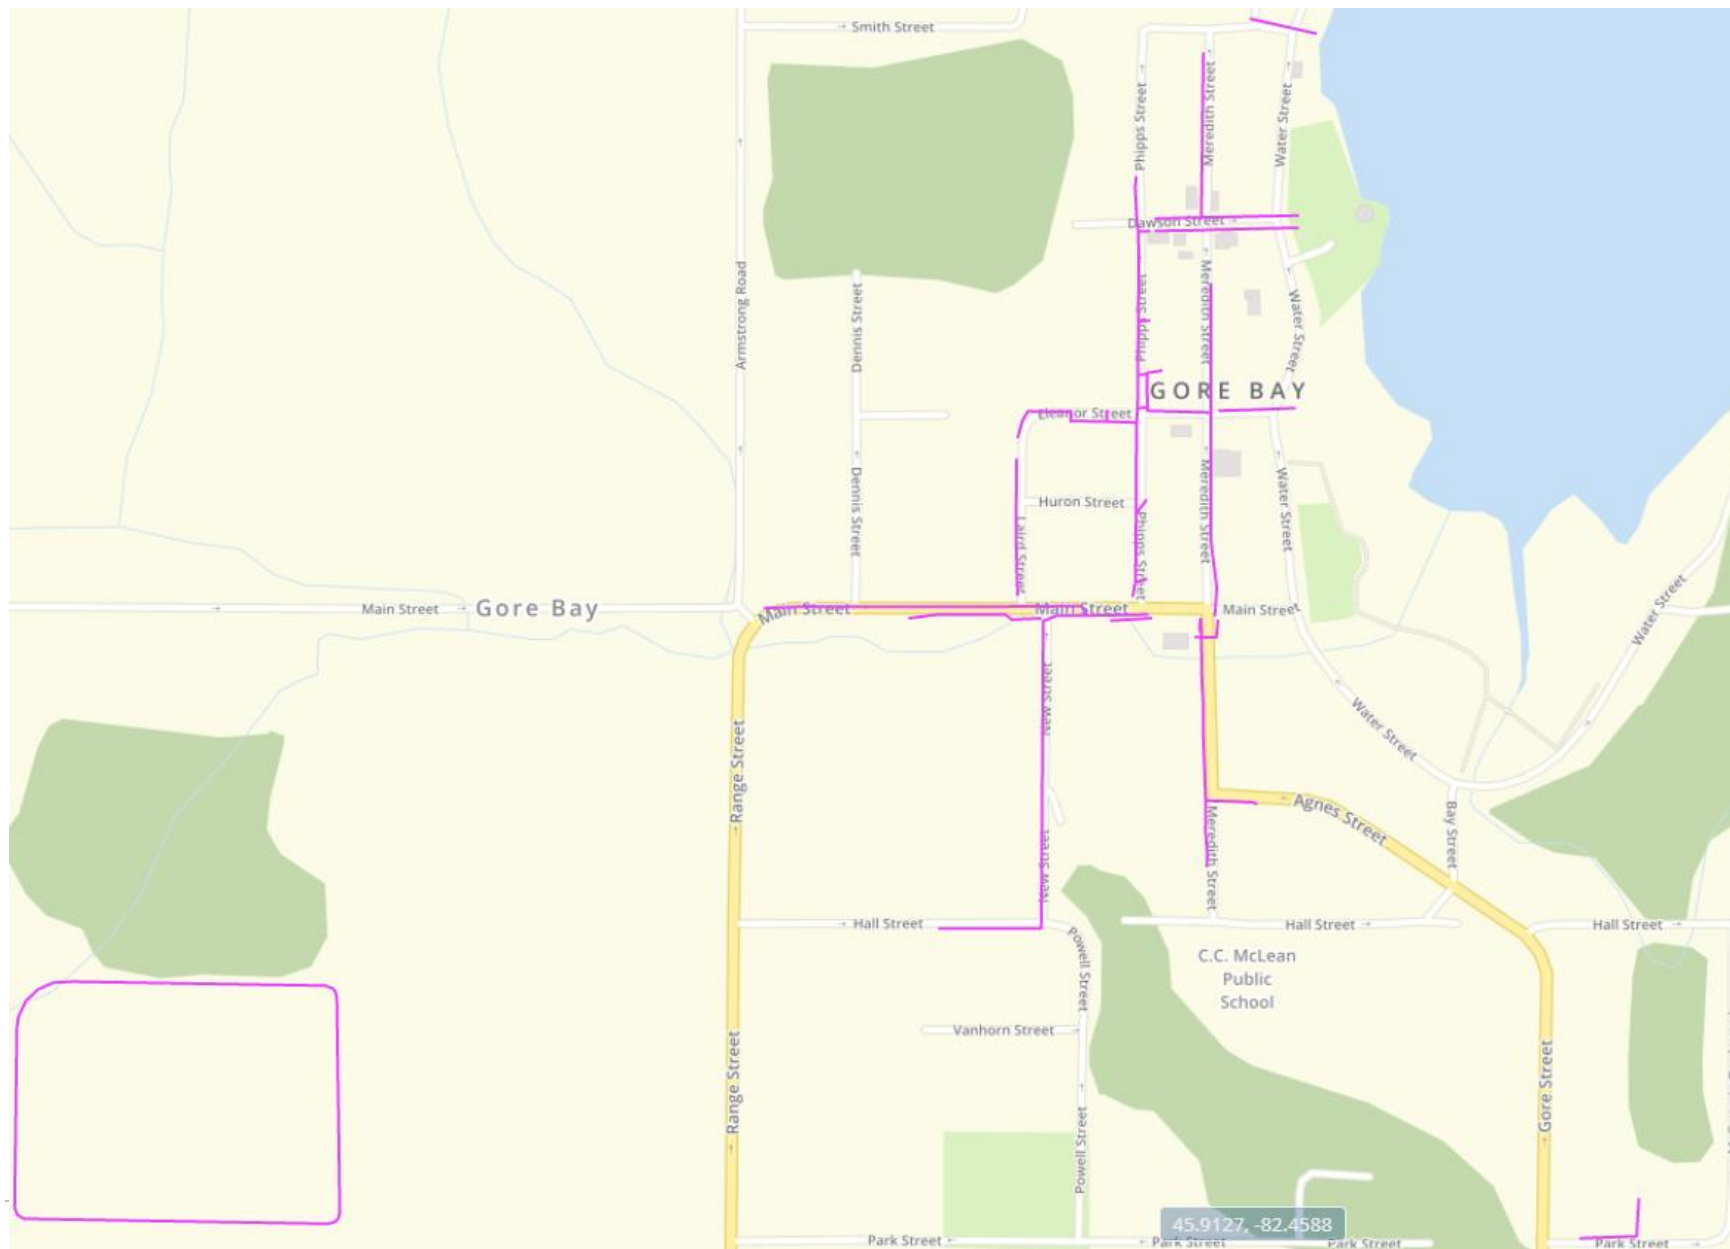 Smith Street
Phipps Street
Meredith Street
Water Street
Dawson Street
Armstrong Road
Dennis Street
Phipps Street
Meredith Street
Water Street
GORE BAY
Eleanor Street
Dennis Street
Huron Street
Laird Street
Phipps Street
Meredith Street
Water Street
Main Street
Gore Bay
Main Street
Main Street
Main Street
Water Street
New Street
Water Street
Range Street
Agnes Street
Meredith Street
Bay Street
New Street
Hall Street
Powell Street
Hall Street
Hall Street
C.C. McLean
Public
School
Vanhorn Street
Range Street
Gore Street
Powell Street
45.9127, -82.4588
Park Street
Park Street
Park Street
Park Street